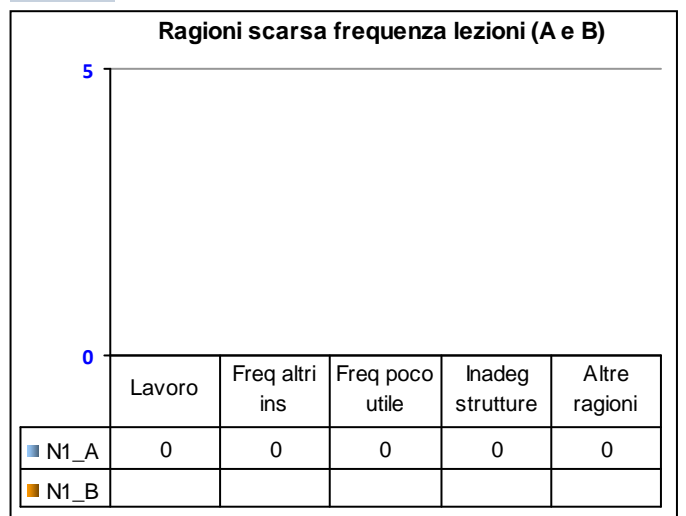 Ragioni scarsa frequenza lezioni (A e B)
5
0
Lavoro
Freq altri
ins
Freq poco
utile
Inadeg
strutture
Altre
ragioni
N1_A 0 0 0 0 0
N1_B